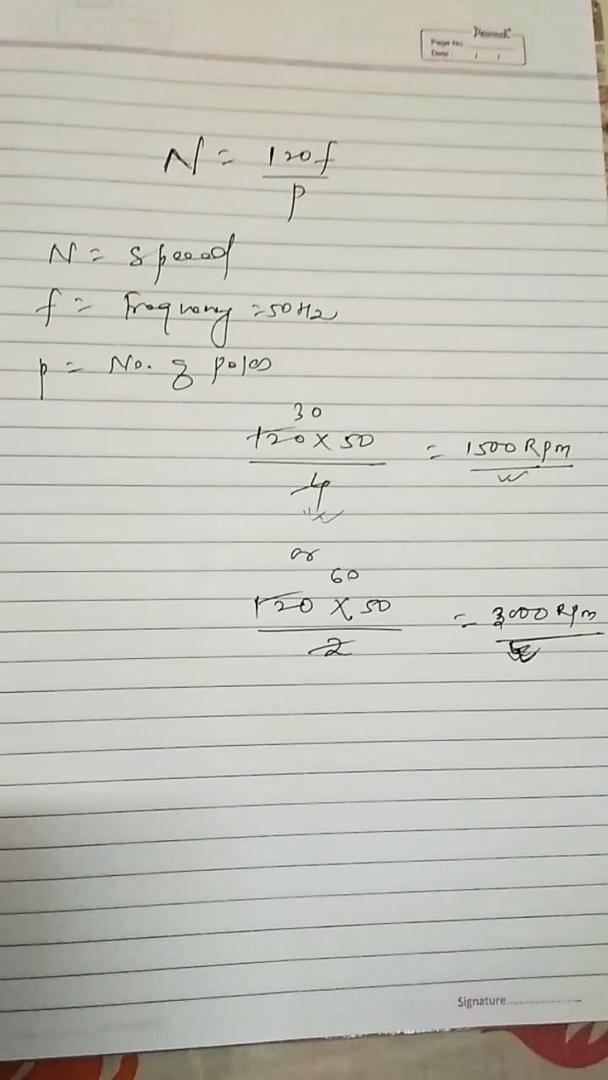 Page No.
Date: / /
N = 120f
P
N = Speed
f = Frequency = 50Hz
p = No. of poles
30
120 X 50 = 1500 Rpm
4
or
60
120 X 50 = 3000 Rpm
2
Signature